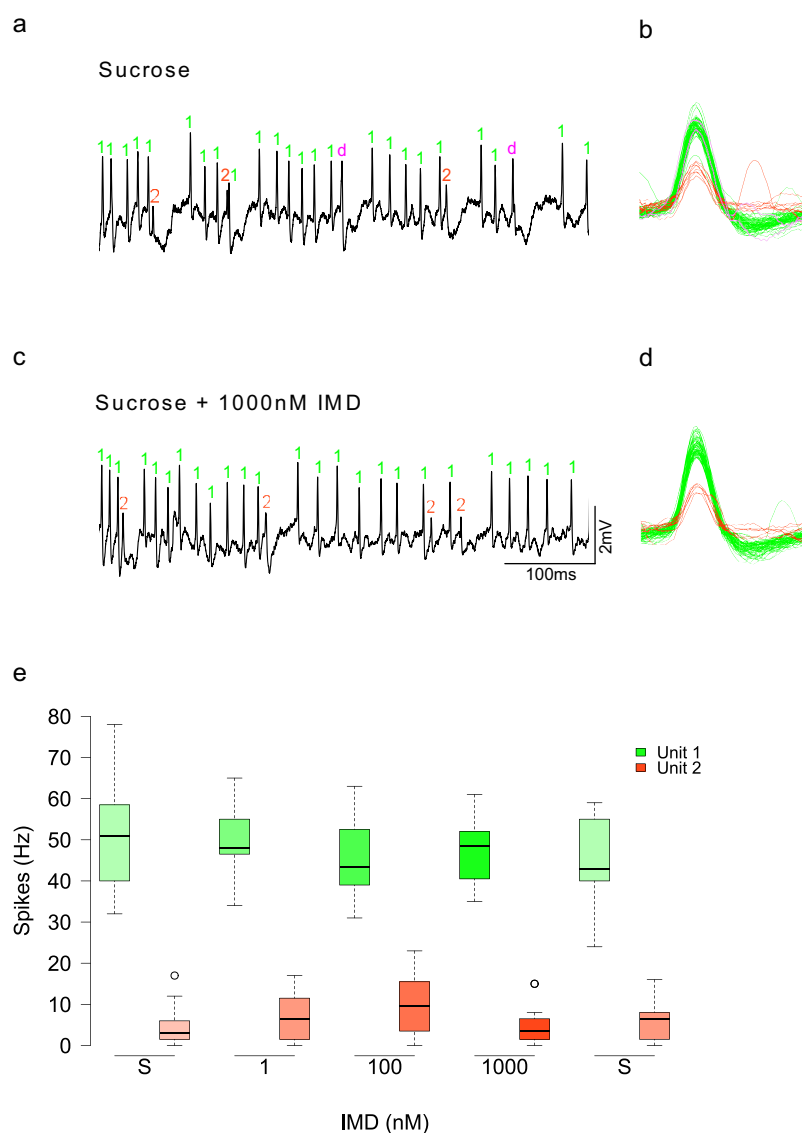 a
b
Sucrose
1 1 1 1 1 2 1 1 1 2 1 1 1 1 1 1 1 d 1 1 1 1 1 2 1 1 d 1 1
c
d
Sucrose + 1000nM IMD
1 1 1 2 1 1 1 1 1 1 1 1 1 2 1 1 1 1 1 1 1 2 1 2 1 1 1 1 1
2mV
100ms
e
80
70
60
50
40
30
20
10
0
Spikes (Hz)
Unit 1
Unit 2
S 1 100 1000 S
IMD (nM)